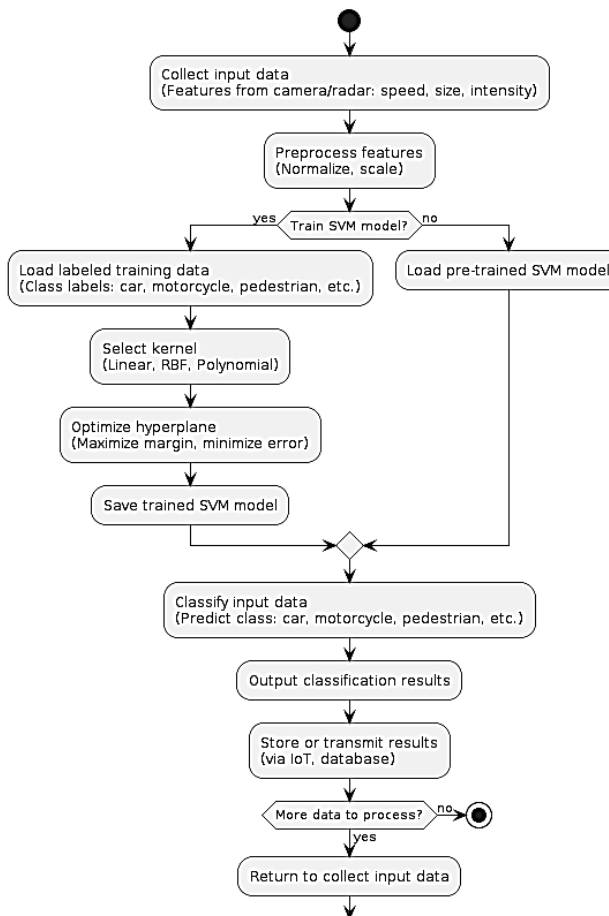 Collect input data
(Features from camera/radar: speed, size, intensity)
Preprocess features
(Normalize, scale)
yes
Train SVM model?
no
Load labeled training data
(Class labels: car, motorcycle, pedestrian, etc.)
Load pre-trained SVM model
Select kernel
(Linear, RBF, Polynomial)
Optimize hyperplane
(Maximize margin, minimize error)
Save trained SVM model
Classify input data
(Predict class: car, motorcycle, pedestrian, etc.)
Output classification results
Store or transmit results
(via IoT, database)
More data to process?
no
yes
Return to collect input data